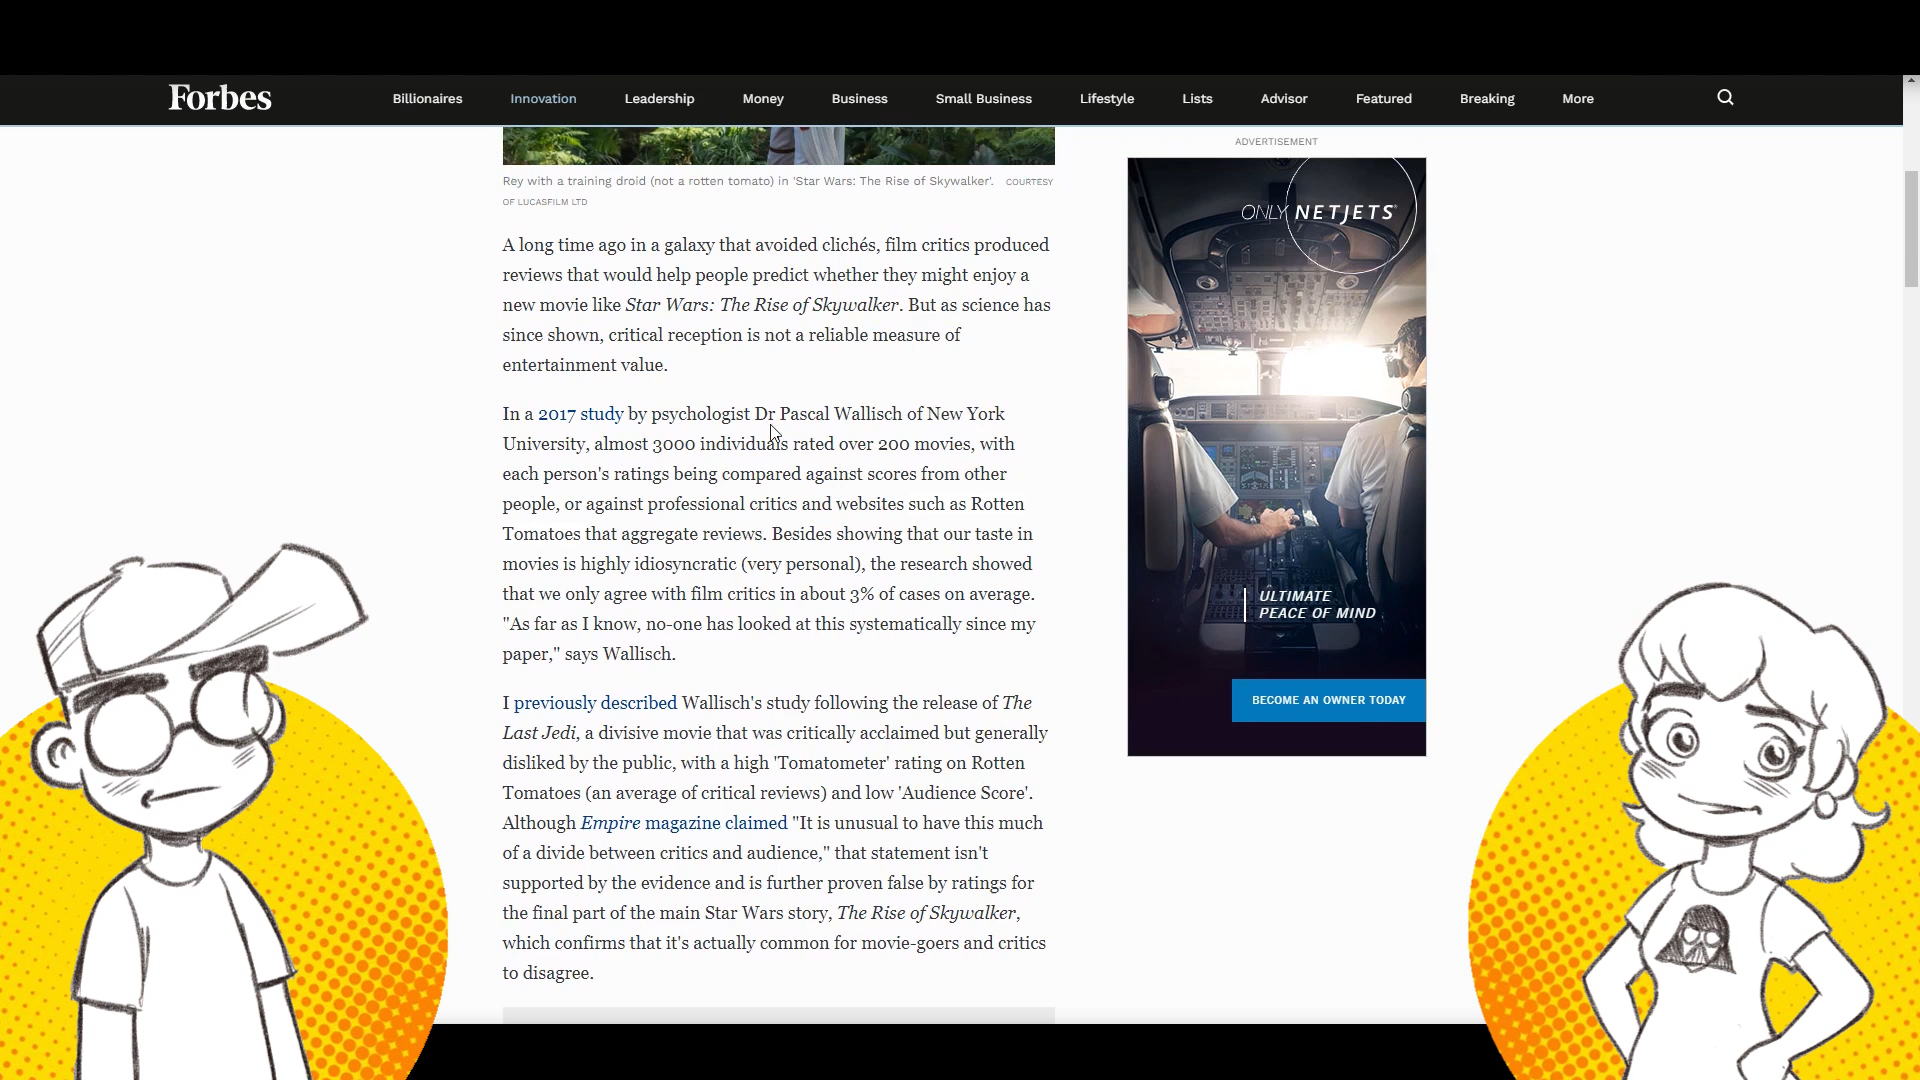 Forbes
Billionaires Innovation Leadership Money Business Small Business Lifestyle Lists Advisor Featured Breaking More
Rey with a training droid (not a rotten tomato) in 'Star Wars: The Rise of Skywalker'. COURTESY
OF LUCASFILM LTD
A long time ago in a galaxy that avoided clichés, film critics produced
reviews that would help people predict whether they might enjoy a
new movie like Star Wars: The Rise of Skywalker. But as science has
since shown, critical reception is not a reliable measure of
entertainment value.
In a 2017 study by psychologist Dr Pascal Wallisch of New York
University, almost 3000 individuals rated over 200 movies, with
each person's ratings being compared against scores from other
people, or against professional critics and websites such as Rotten
Tomatoes that aggregate reviews. Besides showing that our taste in
movies is highly idiosyncratic (very personal), the research showed
that we only agree with film critics in about 3% of cases on average.
"As far as I know, no-one has looked at this systematically since my
paper," says Wallisch.
I previously described Wallisch's study following the release of The
Last Jedi, a divisive movie that was critically acclaimed but generally
disliked by the public, with a high 'Tomatometer' rating on Rotten
Tomatoes (an average of critical reviews) and low 'Audience Score'.
Although Empire magazine claimed "It is unusual to have this much
of a divide between critics and audience," that statement isn't
supported by the evidence and is further proven false by ratings for
the final part of the main Star Wars story, The Rise of Skywalker,
which confirms that it's actually common for movie-goers and critics
to disagree.
ADVERTISEMENT
ONLY NETJETS
ULTIMATE
PEACE OF MIND
BECOME AN OWNER TODAY